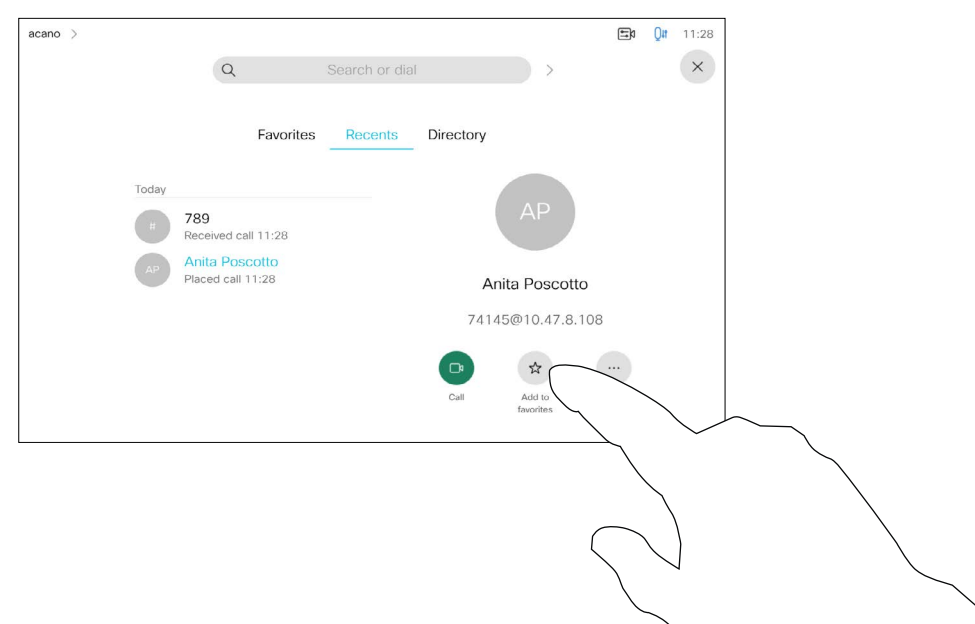 acano >
11:28
Search or dial
Favorites Recents Directory
Today
#
789
Received call 11:28
AP
Anita Poscotto
Placed call 11:28
AP
Anita Poscotto
74145@10.47.8.108
Call
Add to
favorites
...